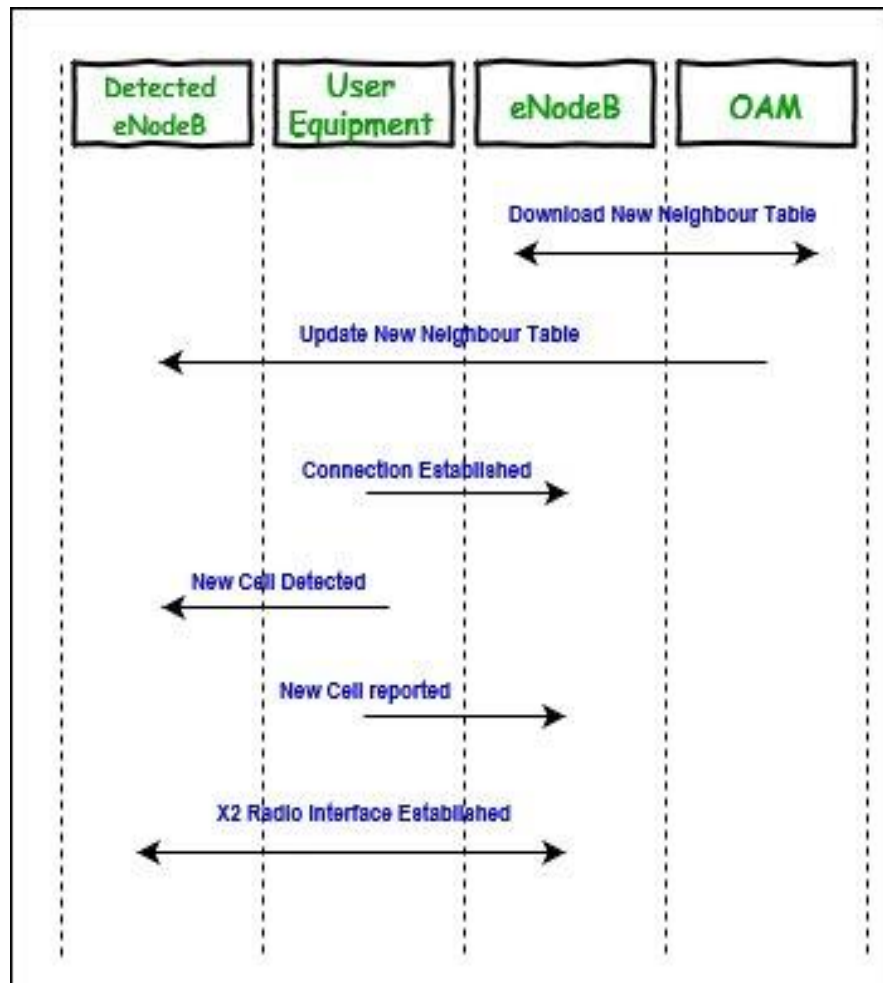 Detected
eNodeB
User
Equipment
eNodeB
OAM
Download New Neighbour Table
Update New Neighbour Table
Connection Established
New Cell Detected
New Cell reported
X2 Radio Interface Established